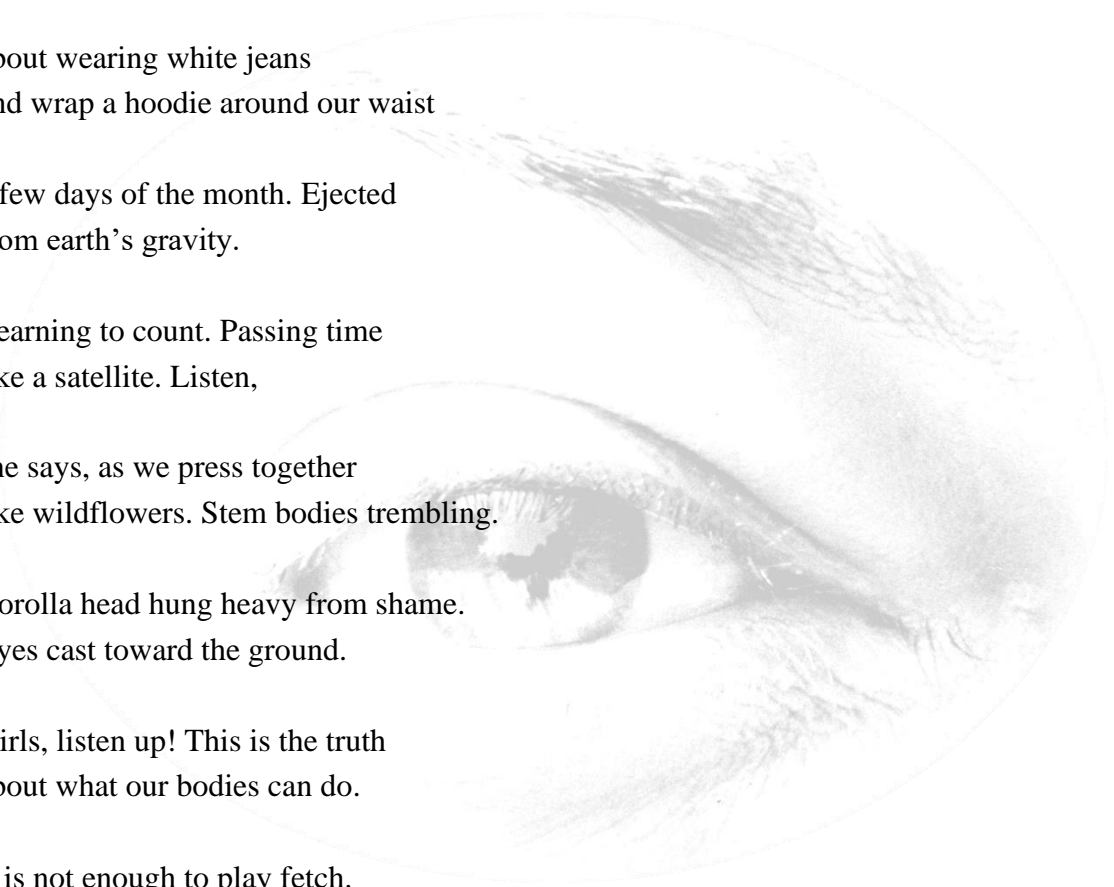 bout wearing white jeans
nd wrap a hoodie around our waist
few days of the month. Ejected
om earth’s gravity.
earning to count. Passing time
ke a satellite. Listen,
he says, as we press together
ke wildflowers. Stem bodies trembling.
orolla head hung heavy from shame.
yes cast toward the ground.
irls, listen up! This is the truth
bout what our bodies can do.
is not enough to play fetch.